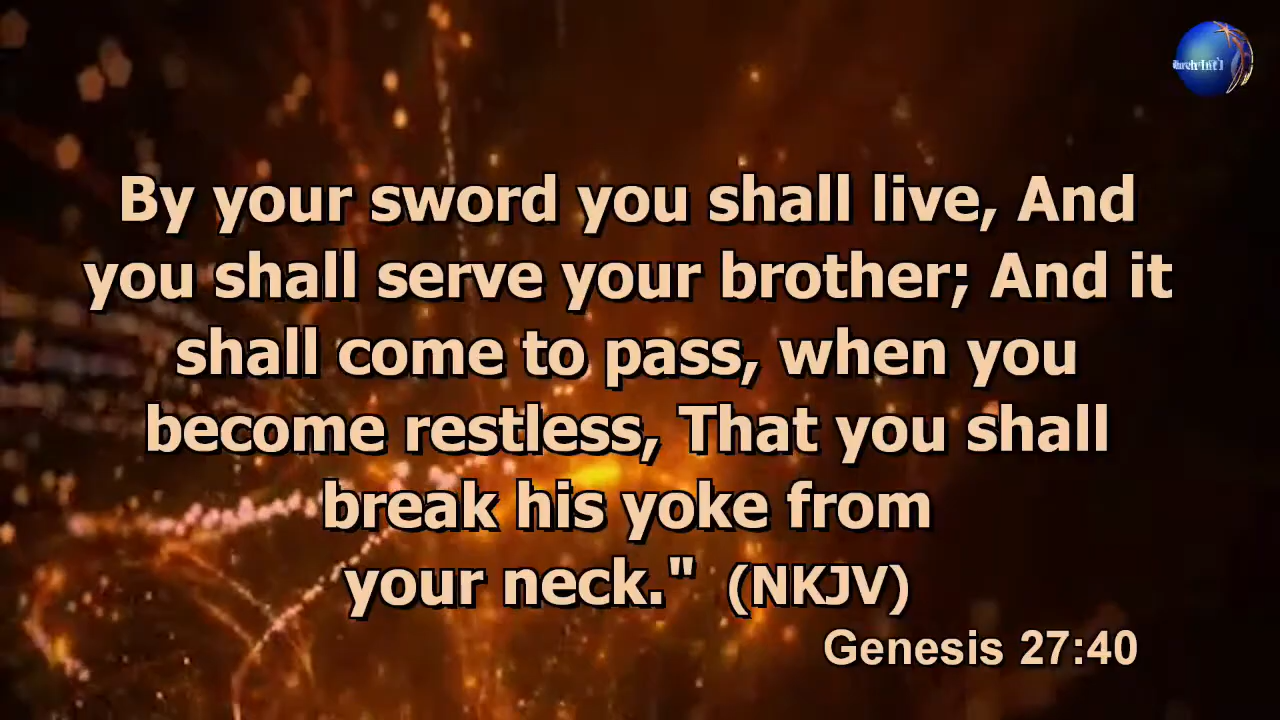 By your sword you shall live, And
you shall serve your brother; And it
shall come to pass, when you
become restless, That you shall
break his yoke from
your neck." (NKJV)
Genesis 27:40